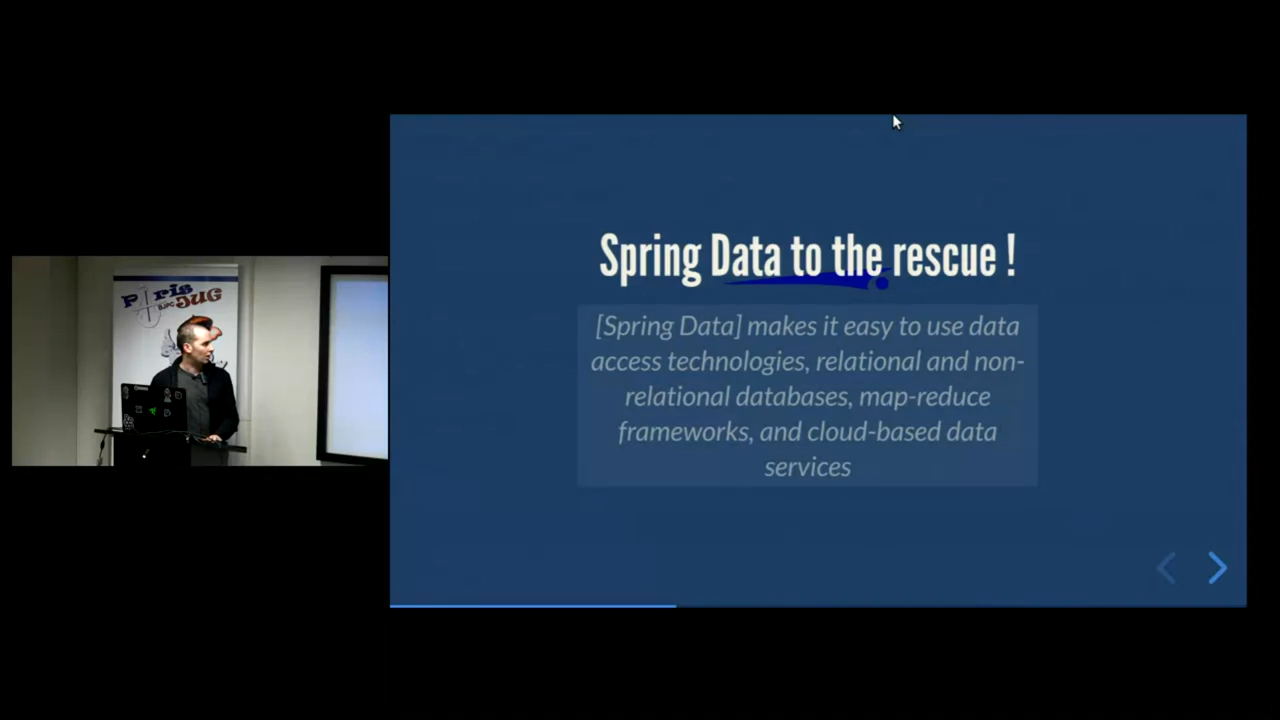 Paris
JUG
Spring Data to the rescue !
[Spring Data] makes it easy to use data
access technologies, relational and non-
relational databases, map-reduce
frameworks, and cloud-based data
services